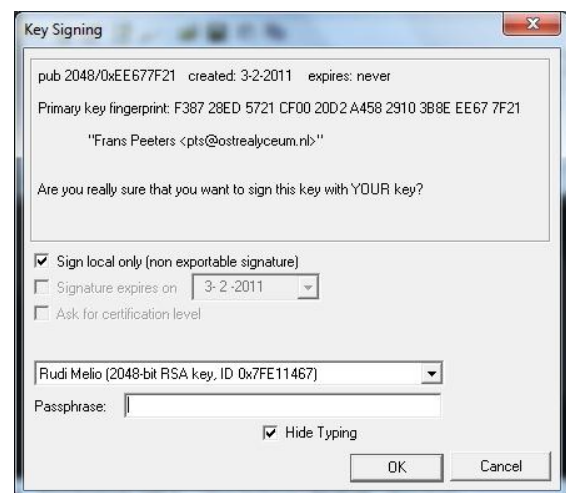 Key Signing
pub 2048/0xEE677F21 created: 3-2-2011 expires: never
Primary key fingerprint: F387 28ED 5721 CF00 20D2 A458 2910 3B8E EE67 7F21
"Frans Peeters <pts@ostrealyceum.nl>"
Are you really sure that you want to sign this key with YOUR key?
Sign local only (non exportable signature)
Signature expires on 3- 2 -2011
Ask for certification level
Rudi Melio (2048-bit RSA key, ID 0x7FE11467)
Passphrase:
Hide Typing
OK Cancel